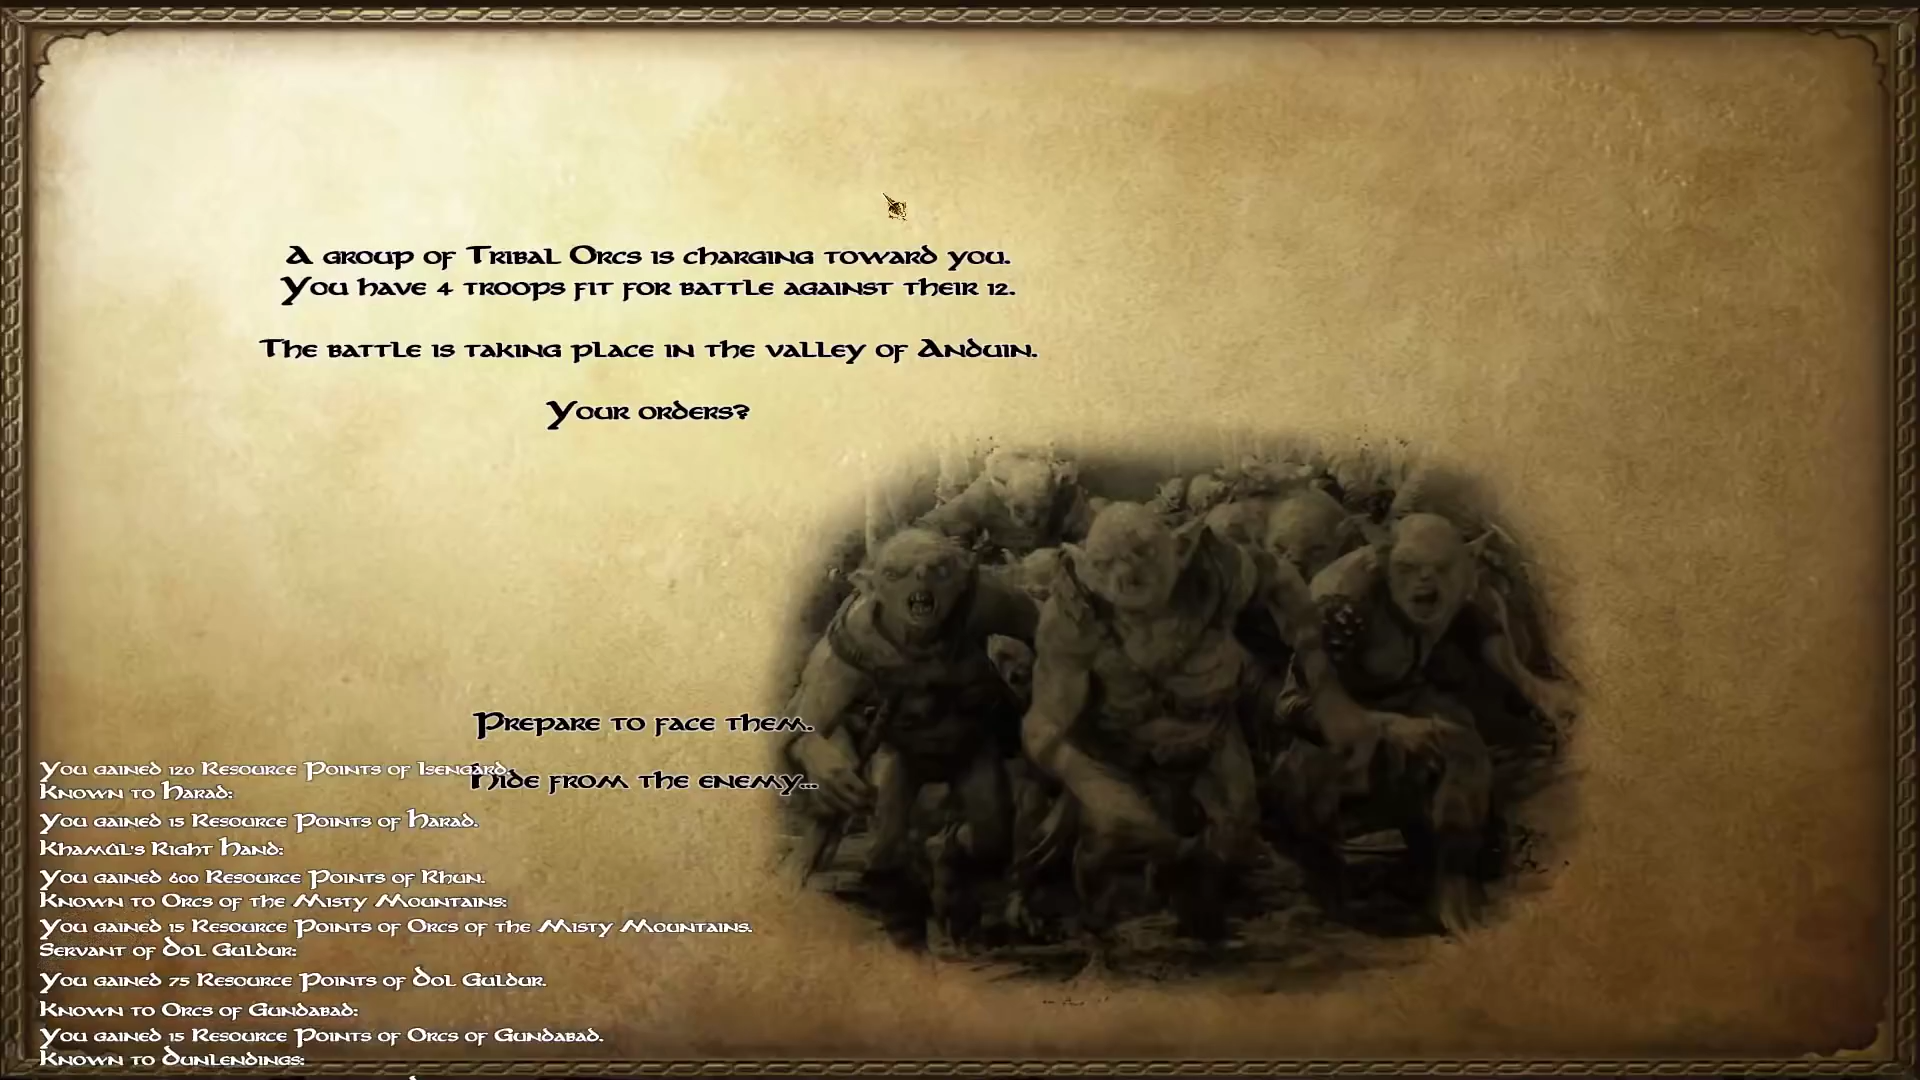 A group of Tribal Orcs is charging toward you.
You have 4 troops fit for battle against their 12.
The battle is taking place in the valley of Anduin.
Your orders?
Prepare to face them.
Hide from the enemy...
You gained 120 Resource Points of Isengard.
Known to Harad:
You gained 15 Resource Points of Harad.
Khamûl's Right Hand:
You gained 600 Resource Points of Rhun.
Known to Orcs of the Misty Mountains:
You gained 15 Resource Points of Orcs of the Misty Mountains.
Servant of Dol Guldur:
You gained 75 Resource Points of Dol Guldur.
Known to Orcs of Gundabad:
You gained 15 Resource Points of Orcs of Gundabad.
Known to Dunlendings: